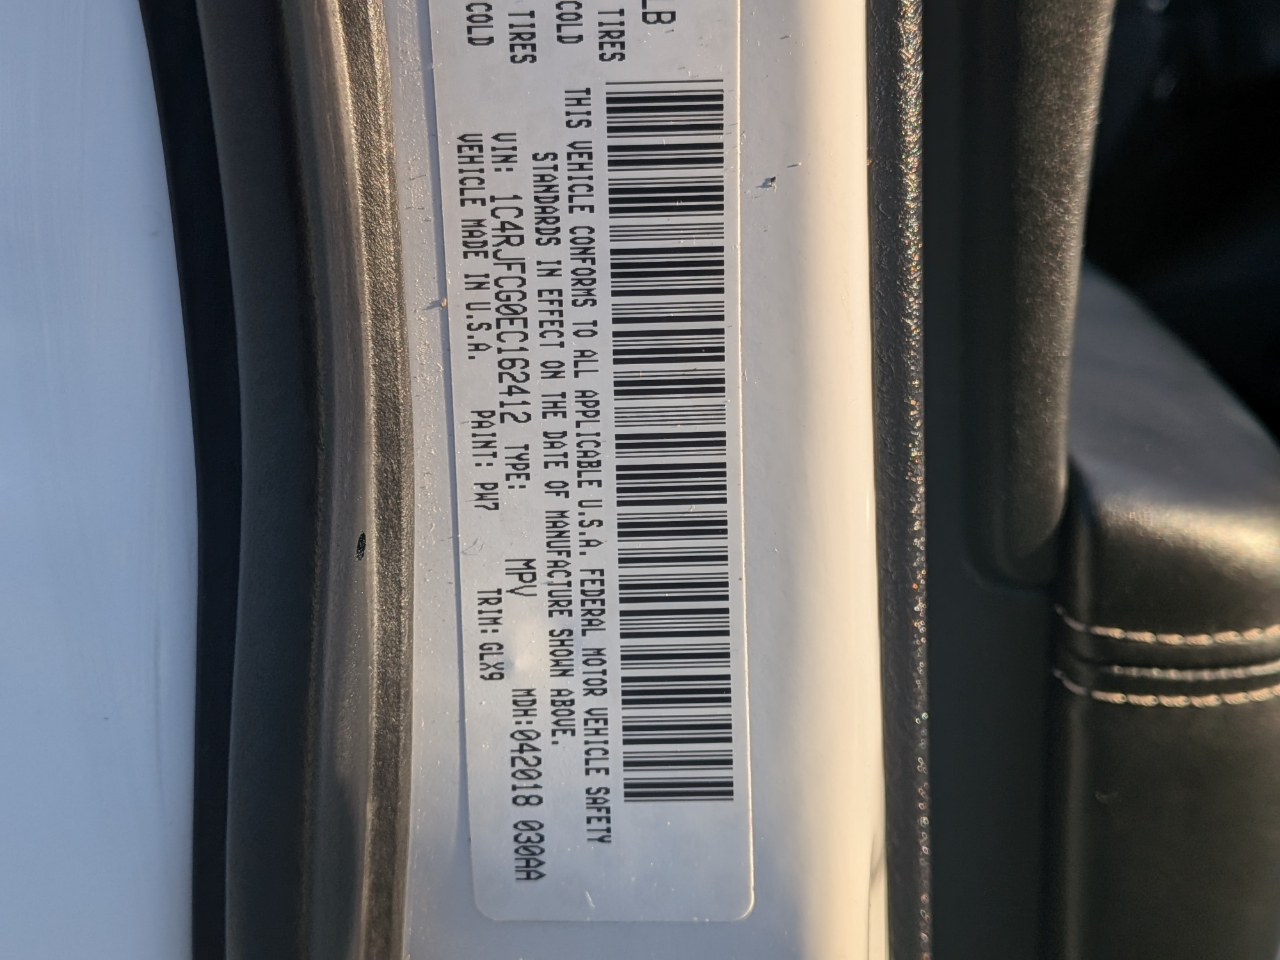 LB
TIRES
COLD
TIRES
COLD
THIS VEHICLE CONFORMS TO ALL APPLICABLE U.S.A. FEDERAL MOTOR VEHICLE SAFETY
STANDARDS IN EFFECT ON THE DATE OF MANUFACTURE SHOWN ABOVE.
VIN: 1C4RJFCG0EC162412 TYPE: MPV MDH:042018 030AA
VEHICLE MADE IN U.S.A. PAINT: PW7 TRIM: GLX9